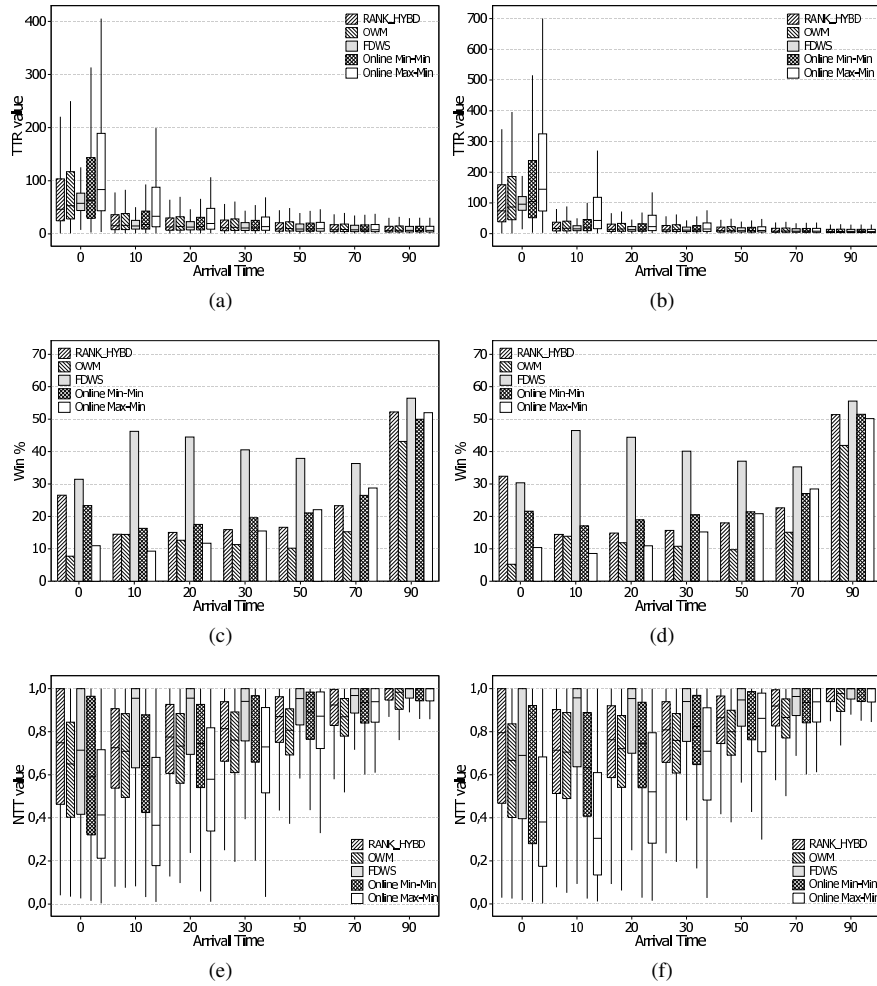 400
300
200
100
0
TTR value
RANK_HYBD
OWM
FDWS
Online Min-Min
Online Max-Min
0 10 20 30 50 70 90
Arrival Time
(a)
700
600
500
400
300
200
100
0
TTR value
RANK_HYBD
OWM
FDWS
Online Min-Min
Online Max-Min
0 10 20 30 50 70 90
Arrival Time
(b)
70
60
50
40
30
20
10
0
Win %
RANK_HYBD
OWM
FDWS
Online Min-Min
Online Max-Min
0 10 20 30 50 70 90
Arrival Time
(c)
70
60
50
40
30
20
10
0
Win %
RANK_HYBD
OWM
FDWS
Online Min-Min
Online Max-Min
0 10 20 30 50 70 90
Arrival Time
(d)
1,0
0,8
0,6
0,4
0,2
0,0
NTT value
RANK_HYBD
OWM
FDWS
Online Min-Min
Online Max-Min
0 10 20 30 50 70 90
Arrival Time
(e)
1,0
0,8
0,6
0,4
0,2
0,0
NTT value
RANK_HYBD
OWM
FDWS
Online Min-Min
Online Max-Min
0 10 20 30 50 70 90
Arrival Time
(f)